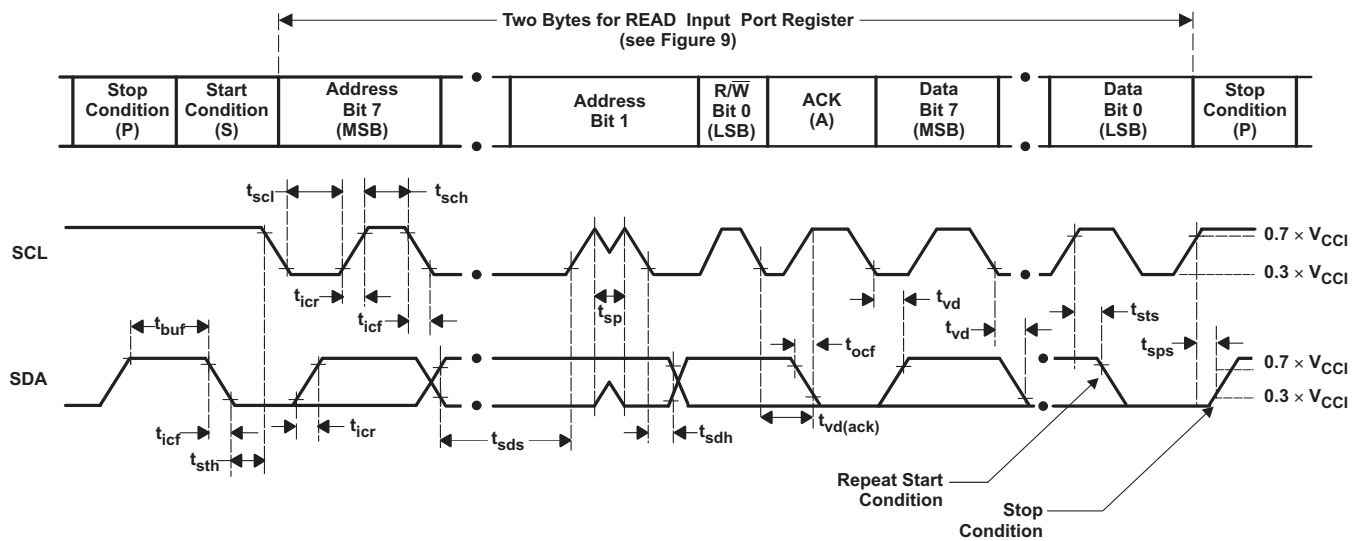 Two Bytes for READ Input Port Register
(see Figure 9)
Stop
Condition
(P)
Start
Condition
(S)
Address
Bit 7
(MSB)
Address
Bit 1
R/W̅
Bit 0
(LSB)
ACK
(A)
Data
Bit 7
(MSB)
Data
Bit 0
(LSB)
Stop
Condition
(P)
tscl
tsch
SCL
0.7 × VCCI
0.3 × VCCI
ticr
ticf
tsp
tvd
tvd
tsts
tbuf
tocf
tsps
SDA
0.7 × VCCI
0.3 × VCCI
ticf
ticr
tsth
tsds
tsdh
tvd(ack)
Repeat Start
Condition
Stop
Condition